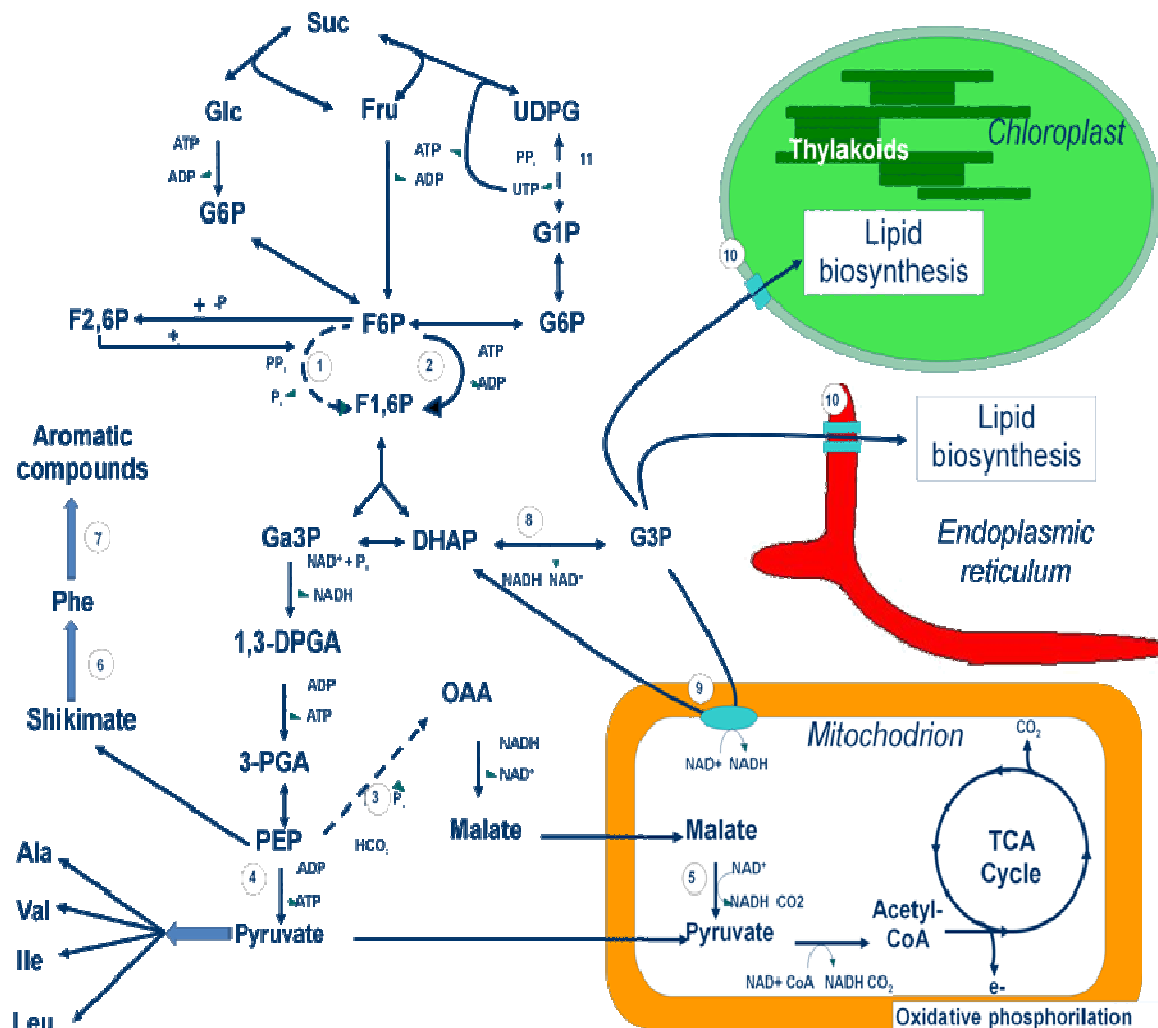 Suc
Glc
Fru
UDPG
ATP
ADP
ATP
ADP
PPi
UTP
11
G6P
G1P
F2,6P
+ -P
F6P
G6P
+
PPi
1
2
ATP
ADP
Pi
F1,6P
Chloroplast
Thylakoids
Lipid
biosynthesis
10
10
Lipid
biosynthesis
Endoplasmic
reticulum
Aromatic
compounds
7
Phe
6
Shikimate
Ga3P
DHAP
8
G3P
NADH NAD+
NAD+ + Pi
NADH
1,3-DPGA
ADP
ATP
3-PGA
OAA
NADH
NAD+
3
Pi
HCO3
Malate
PEP
4
ADP
ATP
Pyruvate
Ala
Val
Ile
Leu
9
Mitochodrion
NAD+ NADH
CO2
Malate
5
NAD+
NADH CO2
Pyruvate
NAD+ CoA NADH CO2
Acetyl-
CoA
TCA
Cycle
e-
Oxidative phosphorilation